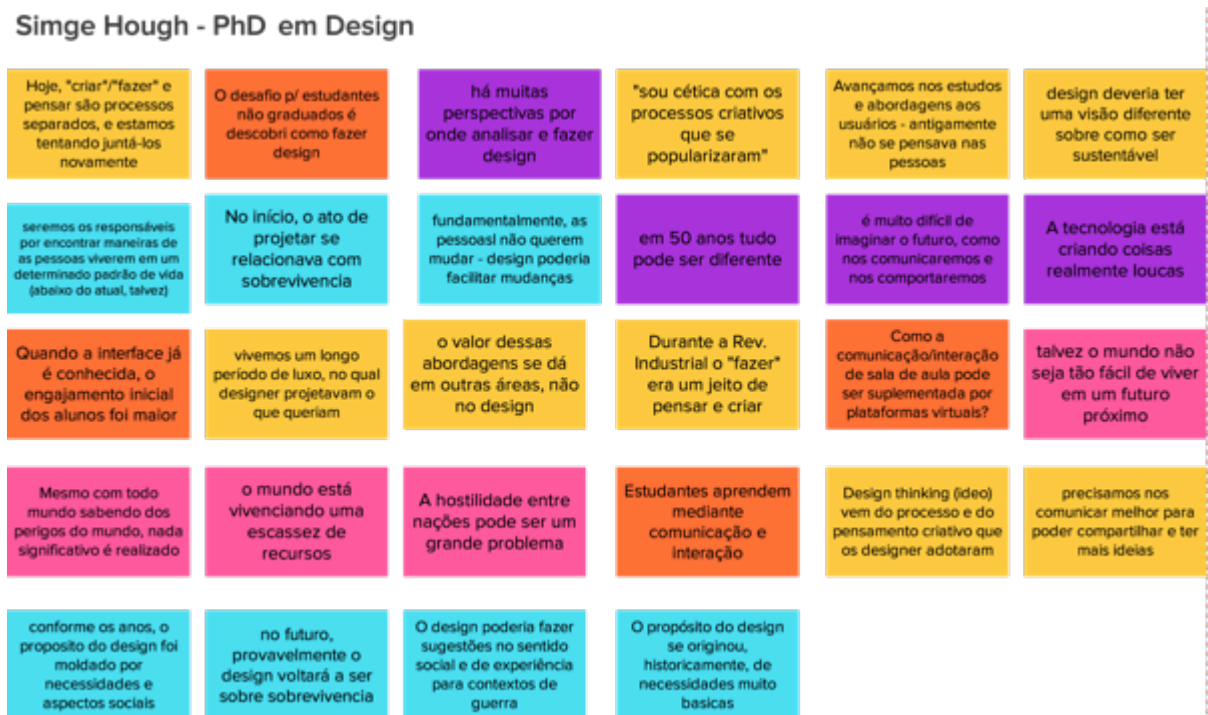 Simge Hough - PhD em Design
Hoje, "criar"/"fazer" e
pensar são processos
separados, e estamos
tentando juntá-los
novamente
O desafio p/ estudantes
não graduados é
descobri como fazer
design
há muitas
perspectivas por
onde analisar e fazer
design
"sou cética com os
processos criativos
que se
popularizaram"
Avançamos nos estudos
e abordagens aos
usuários - antigamente
não se pensava nas
pessoas
design deveria ter
uma visão diferente
sobre como ser
sustentável
seremos os responsáveis
por encontrar maneiras de
as pessoas viverem em um
determinado padrão de vida
(abaixo do atual, talvez)
No início, o ato de
projetar se
relacionava com
sobrevivencia
fundamentalmente, as
pessoasl não querem
mudar - design poderia
facilitar mudanças
em 50 anos tudo
pode ser diferente
é muito difícil de
imaginar o futuro, como
nos comunicaremos e
nos comportaremos
A tecnologia está
criando coisas
realmente loucas
Quando a interface já
é conhecida, o
engajamento inicial
dos alunos foi maior
vivemos um longo
período de luxo, no qual
designer projetavam o
que queriam
o valor dessas
abordagens se dá
em outras áreas, não
no design
Durante a Rev.
Industrial o "fazer"
era um jeito de
pensar e criar
Como a
comunicação/interação
de sala de aula pode
ser suplementada por
plataformas virtuais?
talvez o mundo não
seja tão fácil de viver
em um futuro
próximo
Mesmo com todo
mundo sabendo dos
perigos do mundo, nada
significativo é realizado
o mundo está
vivenciando uma
escassez de
recursos
A hostilidade entre
nações pode ser um
grande problema
Estudantes aprendem
mediante
comunicação e
interação
Design thinking (ideo)
vem do processo e do
pensamento criativo que
os designer adotaram
precisamos nos
comunicar melhor para
poder compartilhar e ter
mais ideias
conforme os anos, o
proposito do design foi
moldado por
necessidades e
aspectos sociais
no futuro,
provavelmente o
design voltará a ser
sobre sobrevivencia
O design poderia fazer
sugestões no sentido
social e de experiência
para contextos de
guerra
O propósito do design
se originou,
historicamente, de
necessidades muito
basicas